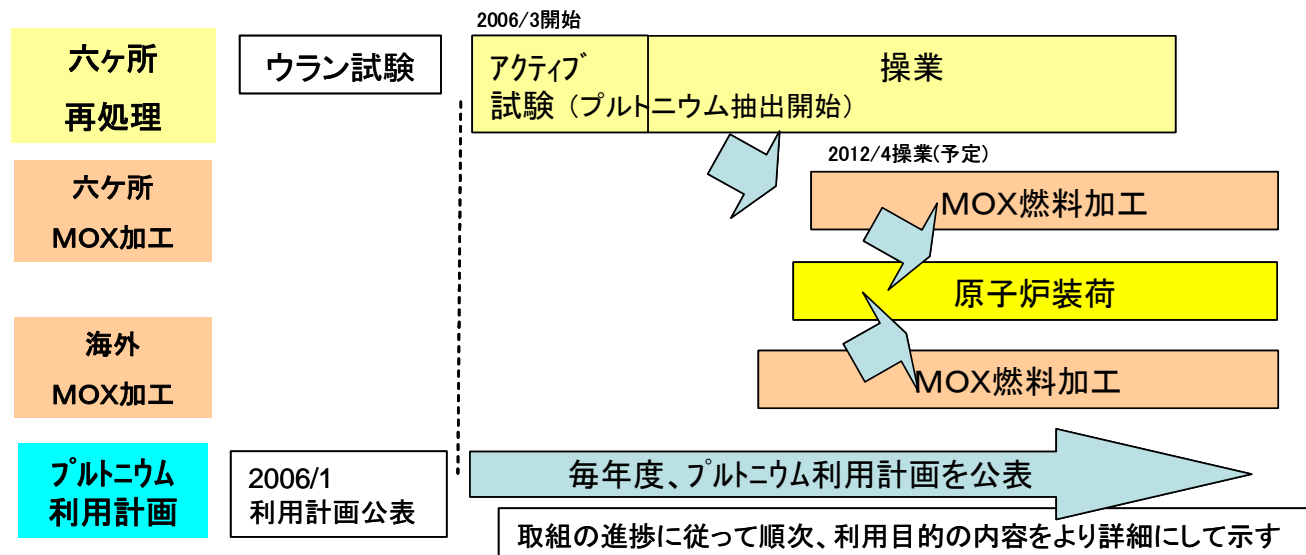 2006/3開始
六ヶ所
再処理
ウラン試験
アクティブ
試験（プルトニウム抽出開始）
操業
2012/4操業(予定)
六ケ所
MOX加工
ＭＯＸ燃料加工
原子炉装荷
海外
MOX加工
ＭＯＸ燃料加工
プルトニウム
利用計画
2006/1
利用計画公表
毎年度、プルトニウム利用計画を公表
取組の進捗に従って順次、利用目的の内容をより詳細にして示す